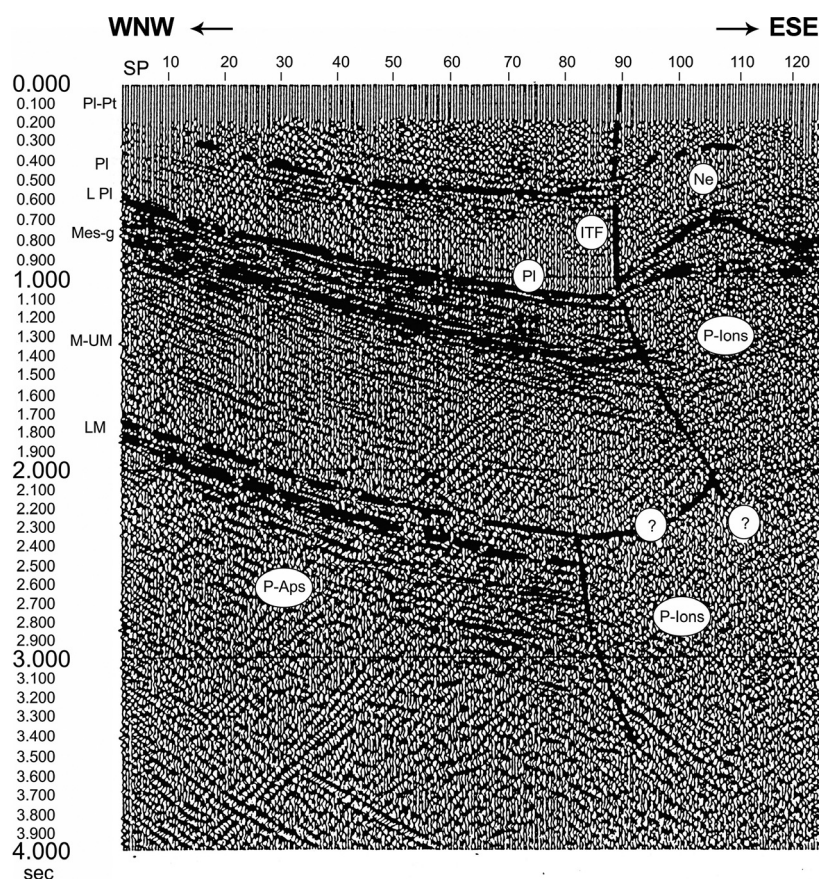 WNW ← → ESE
SP 10 20 30 40 50 60 70 80 90 100 110 120
0.000
0.100 Pl-Pt
0.200
0.300
0.400 Pl
0.500 Ne
0.600 L Pl
0.700
0.800 Mes-g ITF
0.900
1.000 Pl
1.100
1.200
1.300 P-Ions
1.400 M-UM
1.500
1.600
1.700
1.800 LM
1.900
2.000
2.100
2.200
2.300 ? ?
2.400
2.500
2.600 P-Aps
2.700
2.800 P-Ions
2.900
3.000
3.100
3.200
3.300
3.400
3.500
3.600
3.700
3.800
3.900
4.000
sec